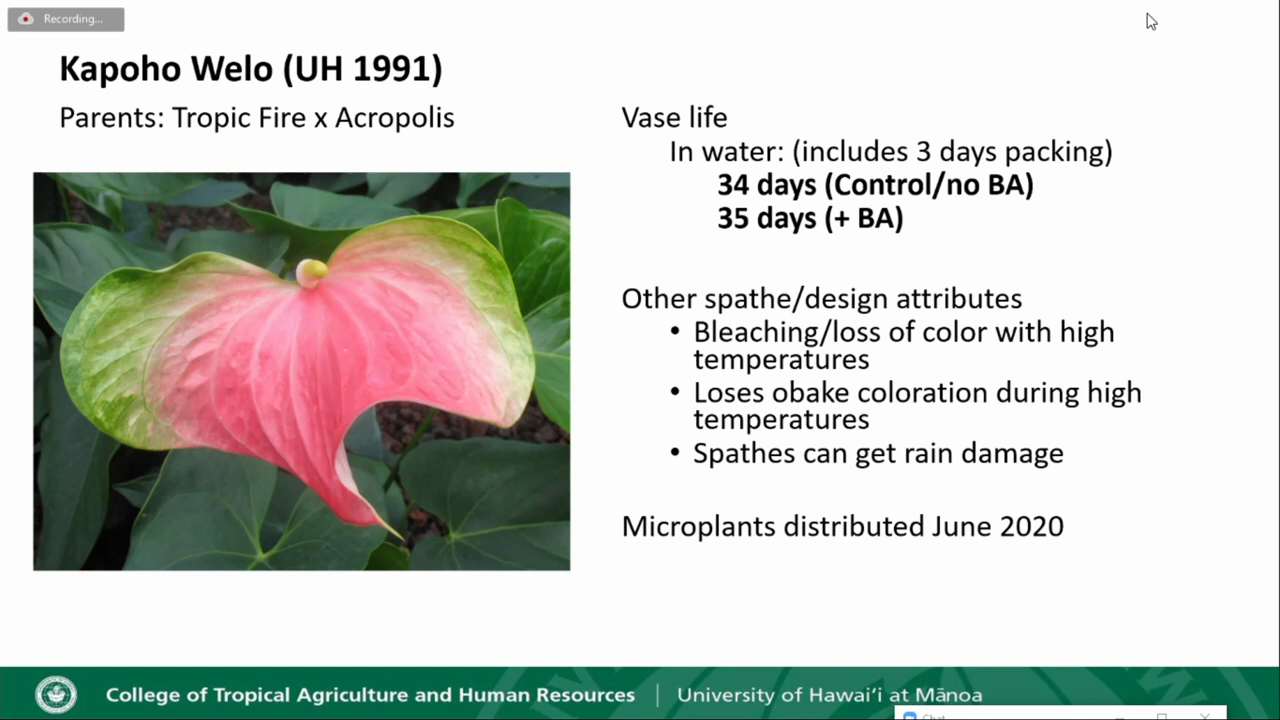 Recording...
Kapoho Welo (UH 1991)
Parents: Tropic Fire x Acropolis
Vase life
In water: (includes 3 days packing)
34 days (Control/no BA)
35 days (+ BA)
Other spathe/design attributes
• Bleaching/loss of color with high
temperatures
• Loses obake coloration during high
temperatures
• Spathes can get rain damage
Microplants distributed June 2020
College of Tropical Agriculture and Human Resources | University of Hawaiʻi at Mānoa
Chat